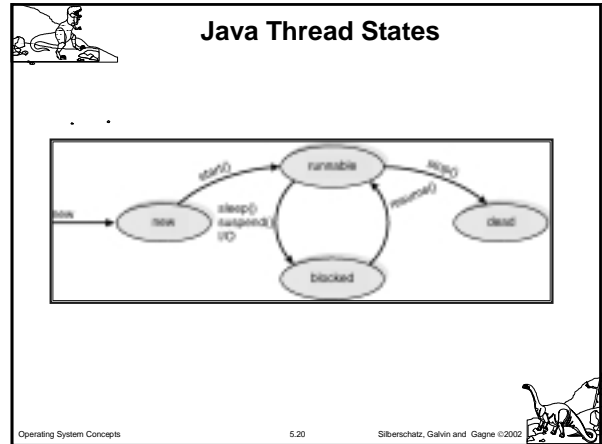 Java Thread States
new
start()
runnable
stop()
new
sleep()
suspend()
I/O
resume()
dead
blocked
Operating System Concepts
5.20
Silberschatz, Galvin and Gagne ©2002